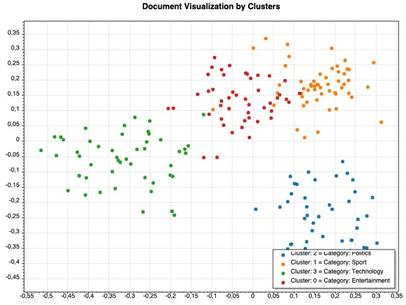 Document Visualization by Clusters
0,35
0,3
0,25
0,2
0,15
0,1
0,05
0
-0,05
-0,1
-0,15
-0,2
-0,25
-0,3
-0,35
-0,4
-0,45
Cluster: 2 = Category: Politics
Cluster: 1 = Category: Sport
Cluster: 3 = Category: Technology
Cluster: 0 = Category: Entertainment
-0,55 -0,5 -0,45 -0,4 -0,35 -0,3 -0,25 -0,2 -0,15 -0,1 -0,05 0 0,05 0,1 0,15 0,2 0,25 0,3 0,35